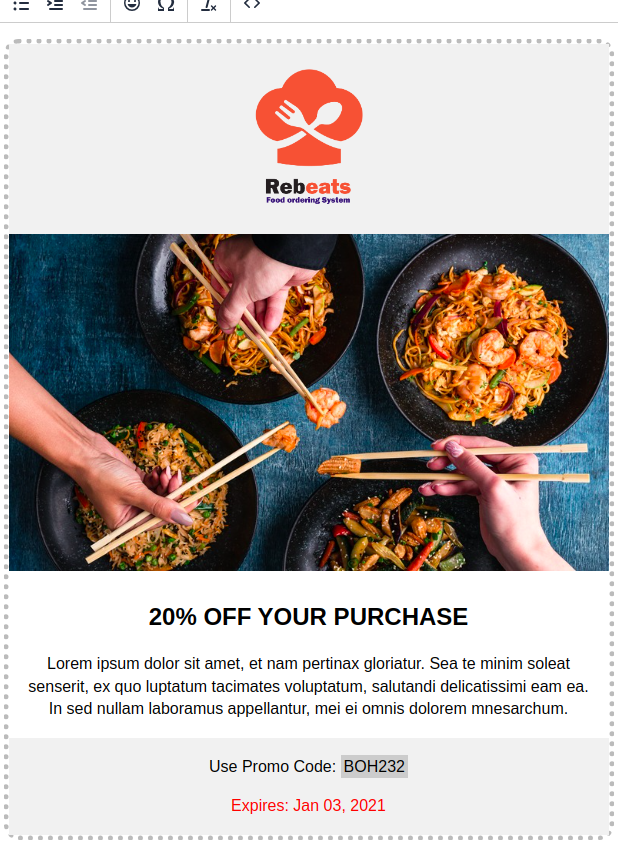 Rebeats
Food ordering System
20% OFF YOUR PURCHASE
Lorem ipsum dolor sit amet, et nam pertinax gloriatur. Sea te minim soleat
senserit, ex quo luptatum tacimates voluptatum, salutandi delicatissimi eam ea.
In sed nullam laboramus appellantur, mei ei omnis dolorem mnesarchum.
Use Promo Code: BOH232
Expires: Jan 03, 2021